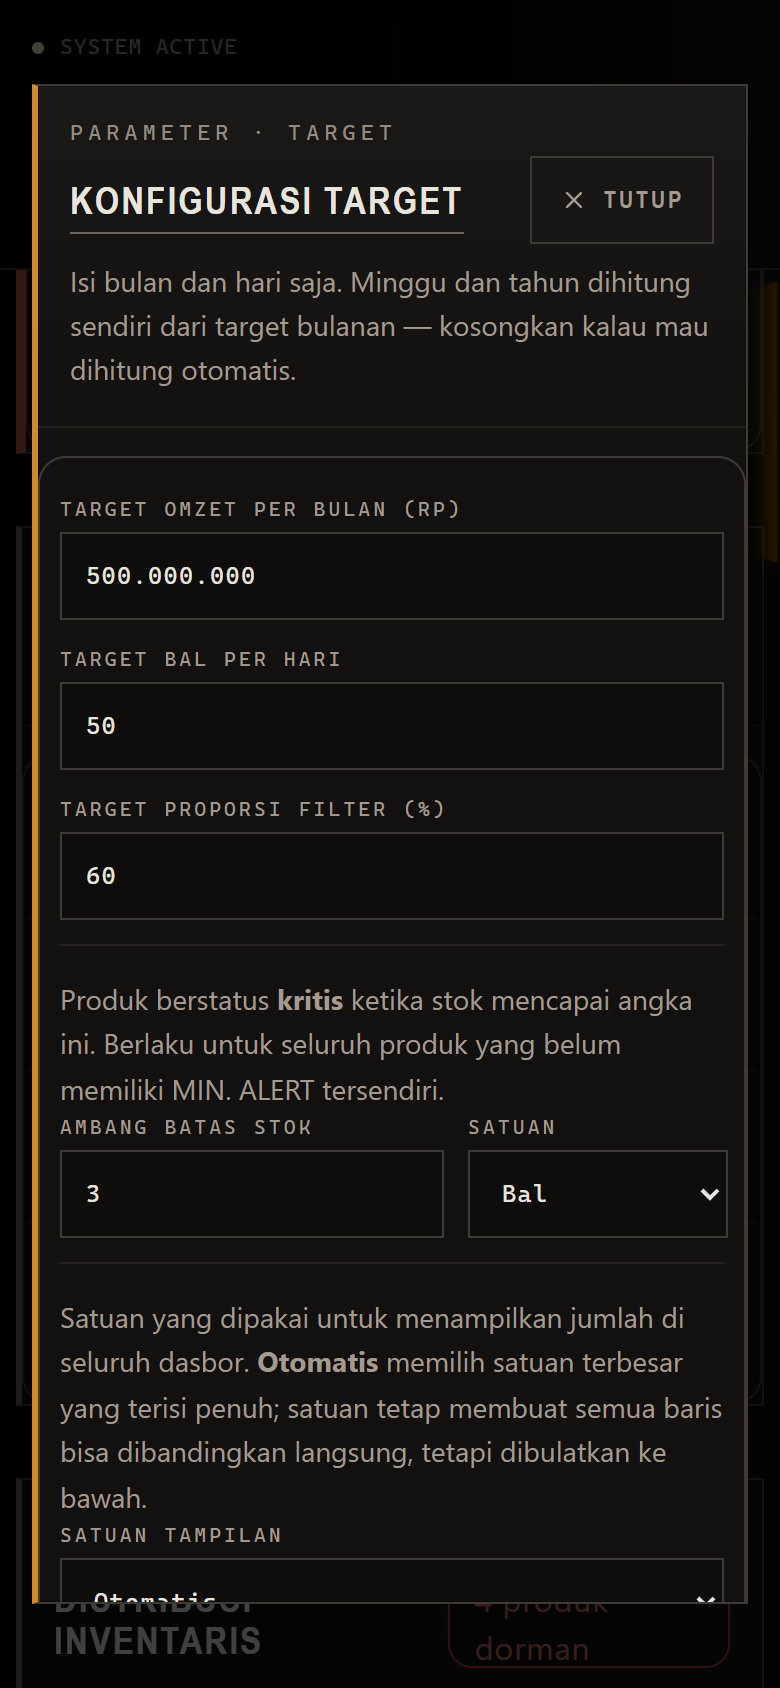 SYSTEM ACTIVE
PARAMETER · TARGET
KONFIGURASI TARGET
× TUTUP
Isi bulan dan hari saja. Minggu dan tahun dihitung
sendiri dari target bulanan — kosongkan kalau mau
dihitung otomatis.
TARGET OMZET PER BULAN (RP)
500.000.000
TARGET BAL PER HARI
50
TARGET PROPORSI FILTER (%)
60
Produk berstatus kritis ketika stok mencapai angka
ini. Berlaku untuk seluruh produk yang belum
memiliki MIN. ALERT tersendiri.
AMBANG BATAS STOK
SATUAN
3
Bal
Satuan yang dipakai untuk menampilkan jumlah di
seluruh dasbor. Otomatis memilih satuan terbesar
yang terisi penuh; satuan tetap membuat semua baris
bisa dibandingkan langsung, tetapi dibulatkan ke
bawah.
SATUAN TAMPILAN
Otomatis
DISTRIBUSI
INVENTARIS
4 produk
dorman